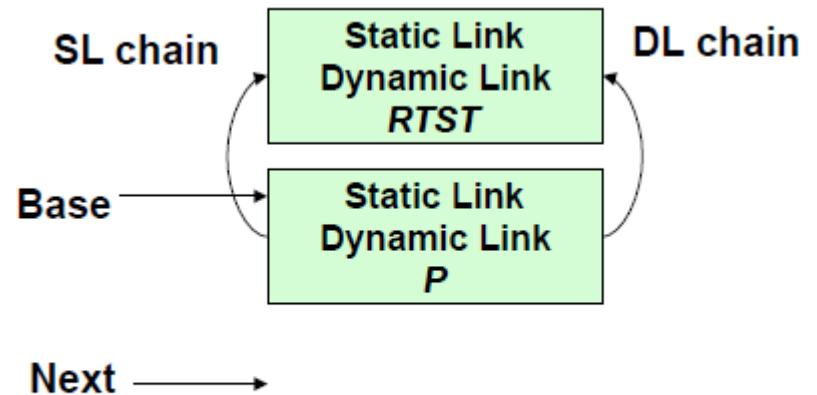 SL chain
Static Link
Dynamic Link
RTST
DL chain
Base
Static Link
Dynamic Link
P
Next